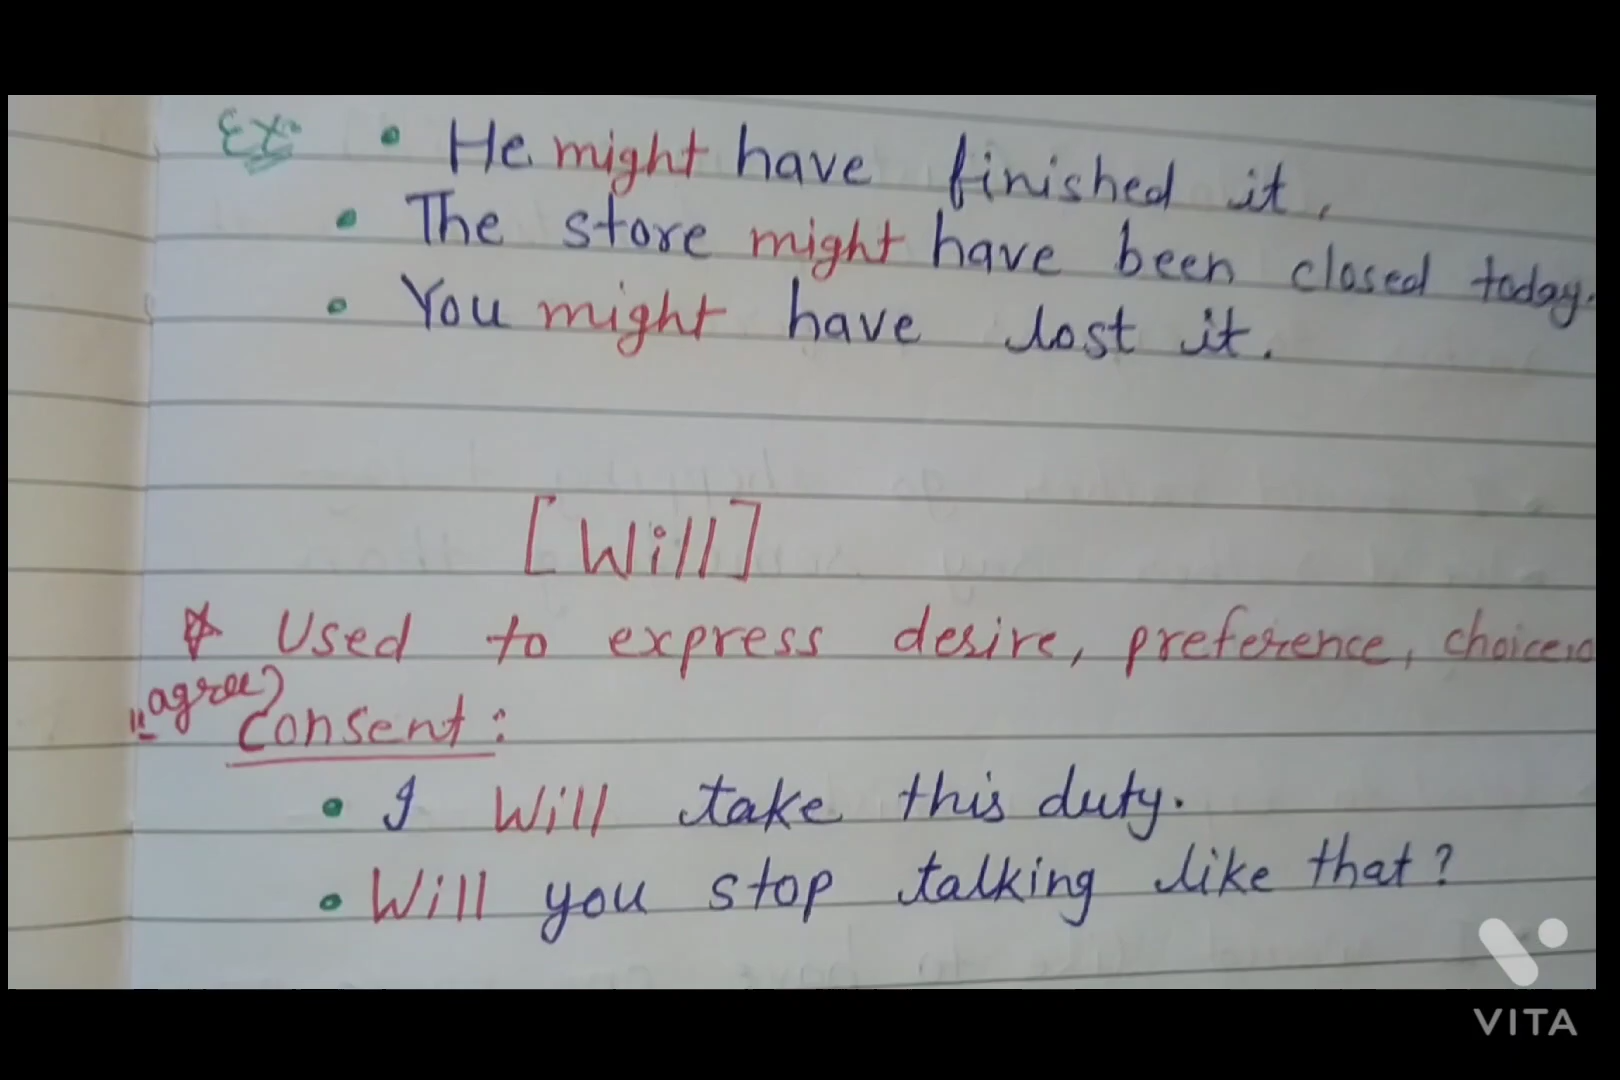 Ex:
• He might have finished it.
• The store might have been closed today.
• You might have lost it.
[Will]
☆ Used to express desire, preference, choice,
(agree)
Consent:
• I Will take this duty.
• Will you stop talking like that?
VITA